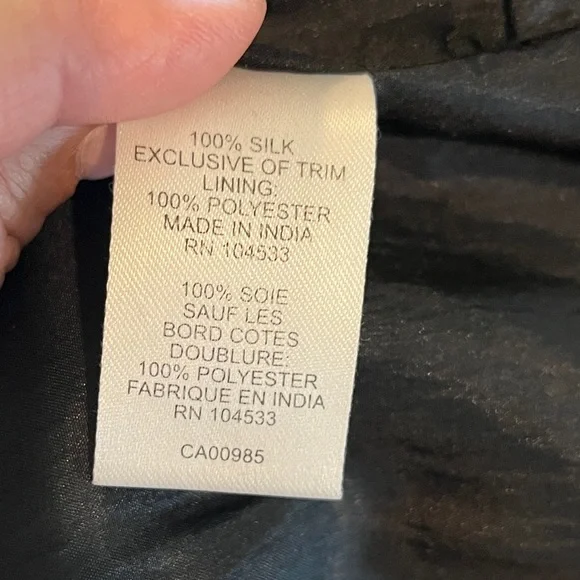 100% SILK
EXCLUSIVE OF TRIM
LINING:
100% POLYESTER
MADE IN INDIA
RN 104533
100% SOIE
SAUF LES
BORD COTES
DOUBLURE:
100% POLYESTER
FABRIQUE EN INDIA
RN 104533
CA00985